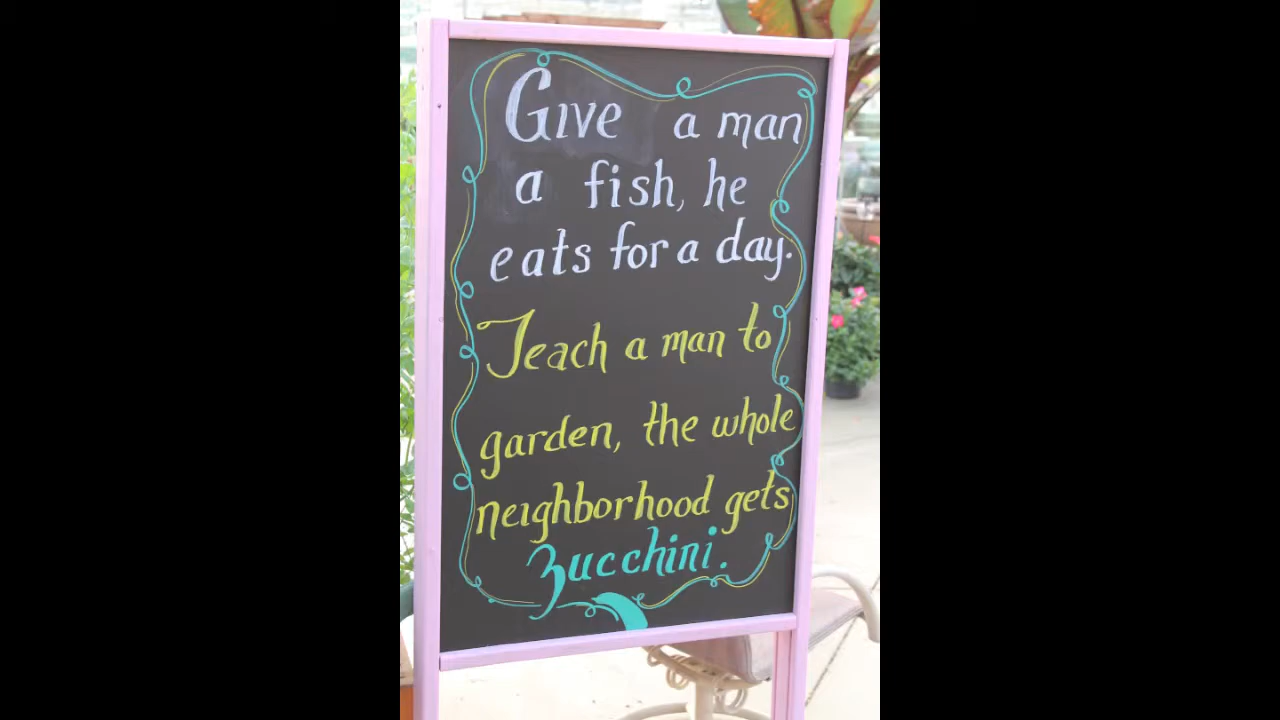 Give a man
a fish, he
eats for a day.
Teach a man to
garden, the whole
neighborhood gets
zucchini.